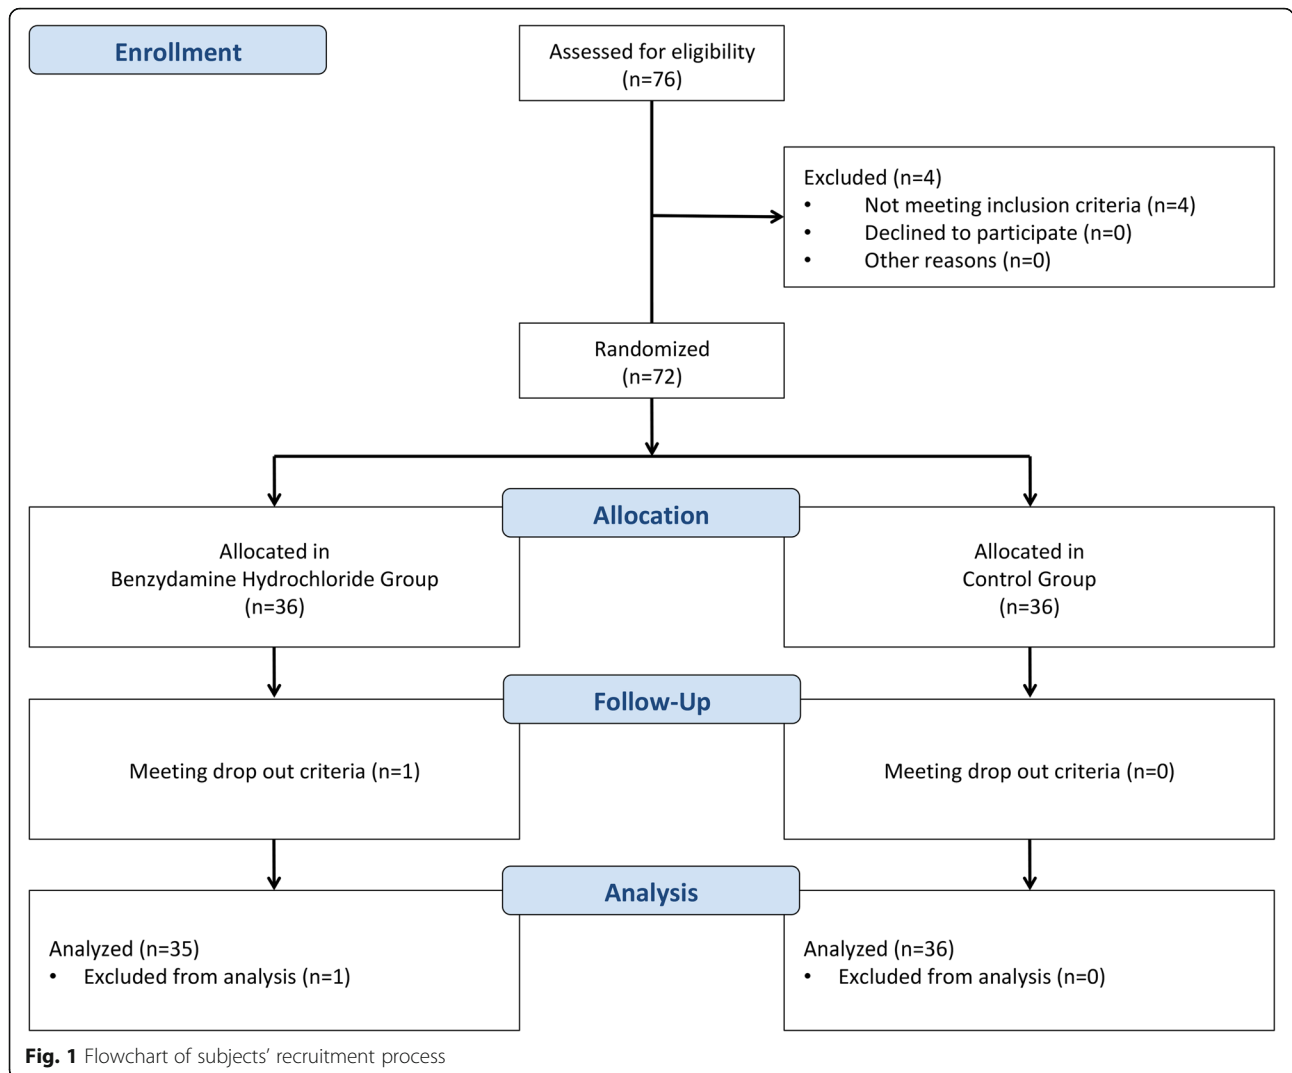 Enrollment
Assessed for eligibility
(n=76)
Excluded (n=4)
• Not meeting inclusion criteria (n=4)
• Declined to participate (n=0)
• Other reasons (n=0)
Randomized
(n=72)
Allocation
Allocated in
Benzydamine Hydrochloride Group
(n=36)
Allocated in
Control Group
(n=36)
Follow-Up
Meeting drop out criteria (n=1)
Meeting drop out criteria (n=0)
Analysis
Analyzed (n=35)
• Excluded from analysis (n=1)
Analyzed (n=36)
• Excluded from analysis (n=0)
Fig. 1 Flowchart of subjects’ recruitment process